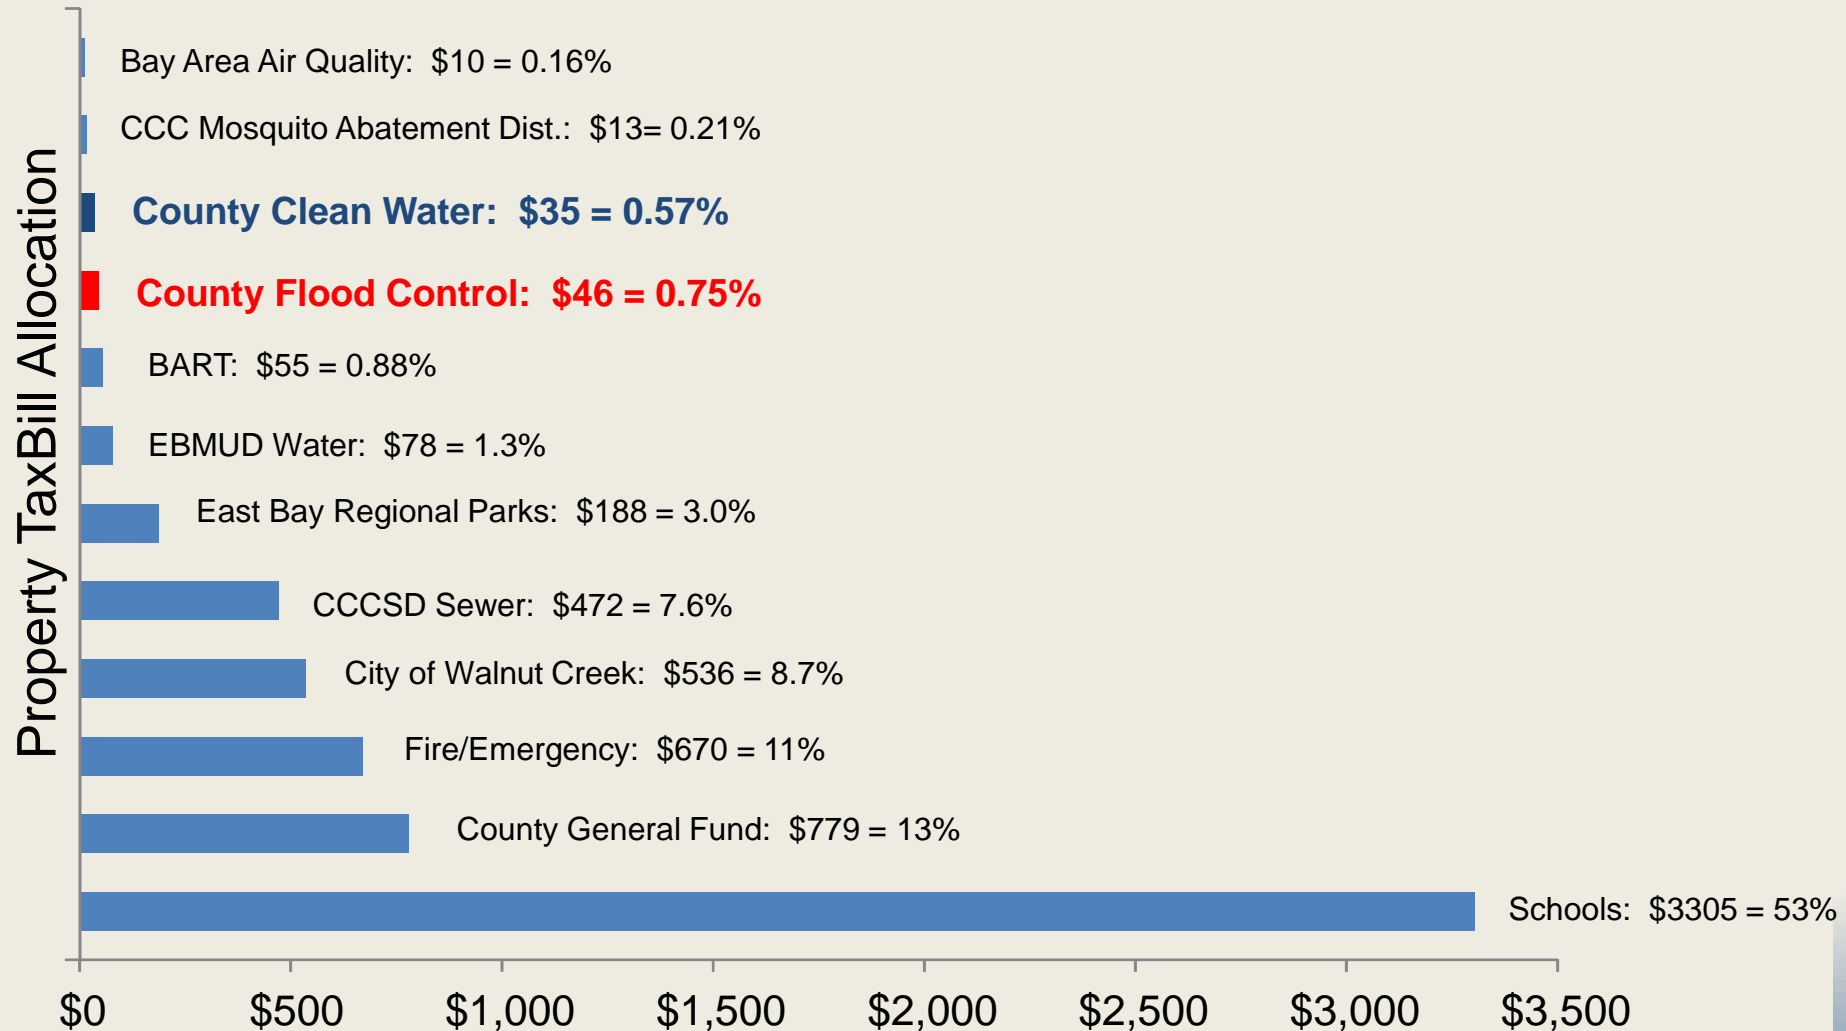 Property TaxBill Allocation
Bay Area Air Quality:  $10 = 0.16%
CCC Mosquito Abatement Dist.:  $13= 0.21%
County Clean Water:  $35 = 0.57%
County Flood Control:  $46 = 0.75%
BART:  $55 = 0.88%
EBMUD Water:  $78 = 1.3%
East Bay Regional Parks:  $188 = 3.0%
CCCSD Sewer:  $472 = 7.6%
City of Walnut Creek:  $536 = 8.7%
Fire/Emergency:  $670 = 11%
County General Fund:  $779 = 13%
Schools:  $3305 = 53%
$0 $500 $1,000 $1,500 $2,000 $2,500 $3,000 $3,500